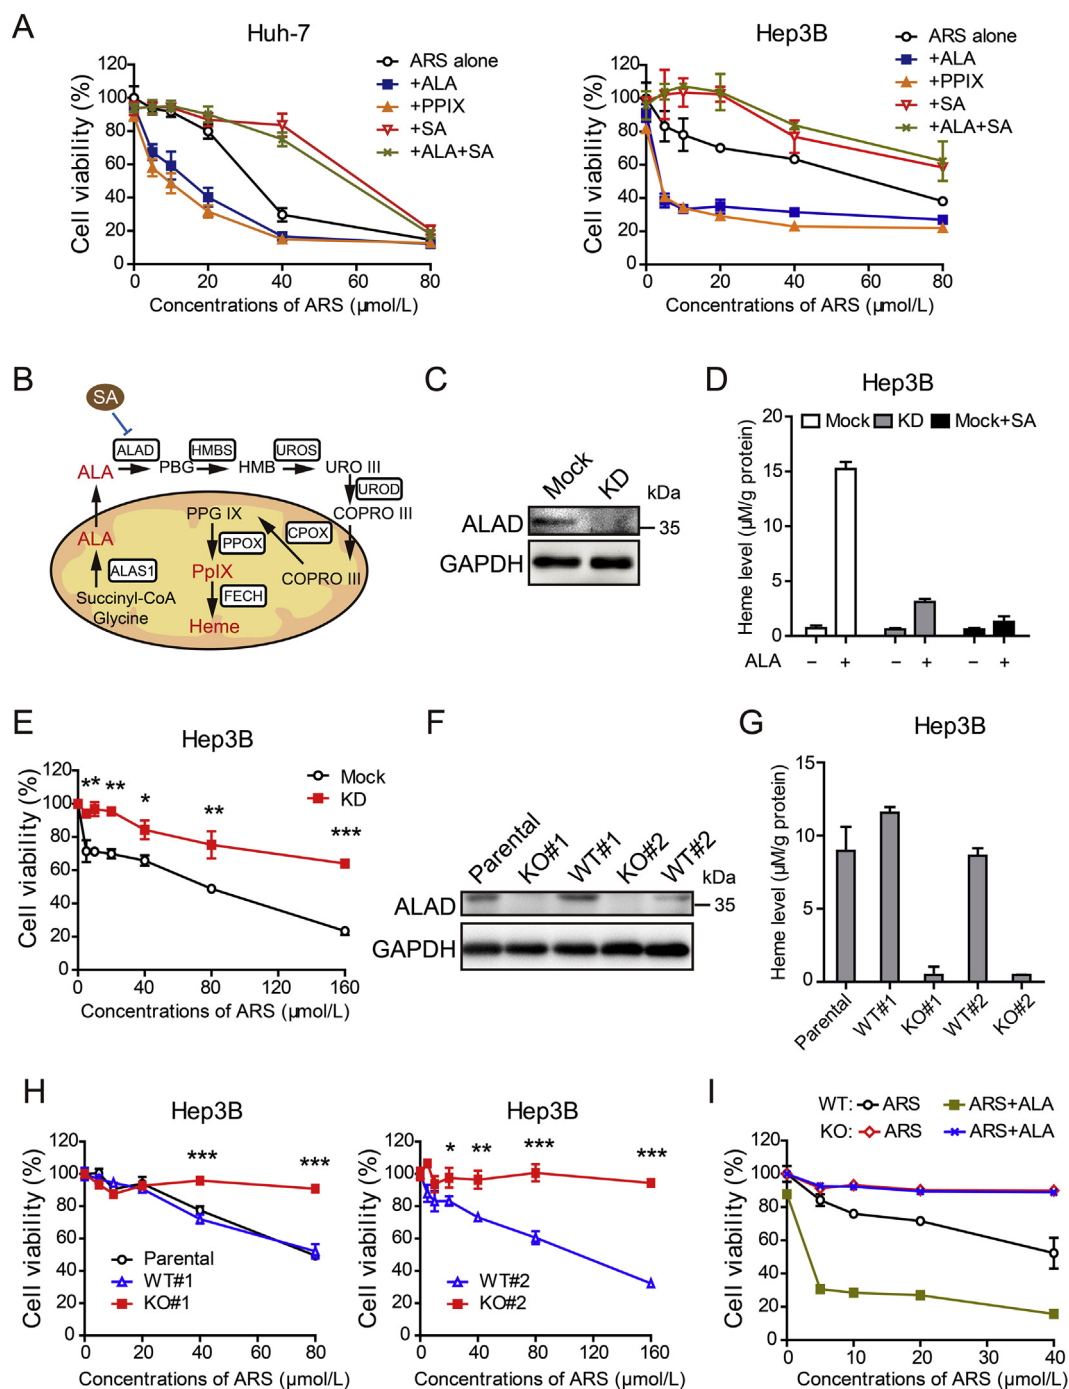 A
Huh-7
ARS alone
+ALA
+PPIX
+SA
+ALA+SA
Cell viability (%)
120
100
80
60
40
20
0
0 20 40 60 80
Concentrations of ARS (µmol/L)
Hep3B
ARS alone
+ALA
+PPIX
+SA
+ALA+SA
Cell viability (%)
120
100
80
60
40
20
0
0 20 40 60 80
Concentrations of ARS (µmol/L)
B
SA
ALAD HMBS UROS
ALA PBG HMB URO III
UROD
PPG IX COPRO III
CPOX
PPOX
ALA
PpIX
ALAS1
COPRO III
Succinyl-CoA
FECH
Glycine
Heme
C
Mock KD
kDa
ALAD 35
GAPDH
D
Hep3B
Mock KD Mock+SA
Heme level (µM/g protein)
20
15
10
5
0
ALA − + − + − +
E
Hep3B
Mock
KD
** ** * ** ***
Cell viability (%)
120
100
80
60
40
20
0
0 40 80 120 160
Concentrations of ARS (µmol/L)
F
Parental KO#1 WT#1 KO#2 WT#2
kDa
ALAD 35
GAPDH
G
Hep3B
Heme level (µM/g protein)
15
10
5
0
Parental WT#1 KO#1 WT#2 KO#2
H
Hep3B
*** ***
Parental
WT#1
KO#1
Cell viability (%)
120
100
80
60
40
20
0
0 20 40 60 80
Concentrations of ARS (µmol/L)
Hep3B
* ** *** ***
WT#2
KO#2
Cell viability (%)
120
100
80
60
40
20
0
0 40 80 120 160
Concentrations of ARS (µmol/L)
I
WT: ARS ARS+ALA
KO: ARS ARS+ALA
Cell viability (%)
120
100
80
60
40
20
0
0 10 20 30 40
Concentrations of ARS (µmol/L)